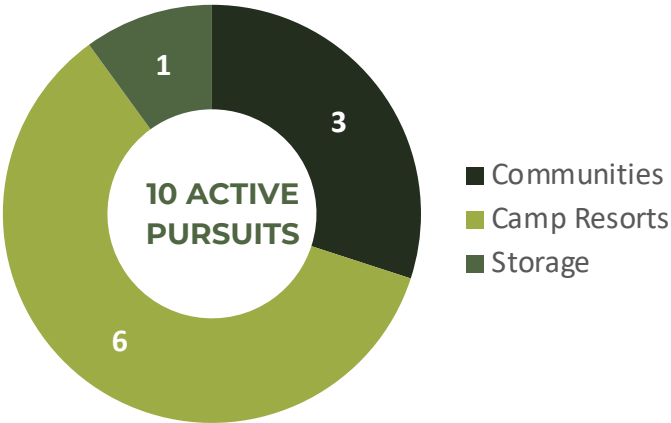 1
3
10 ACTIVE
PURSUITS
6
Communities
Camp Resorts
Storage